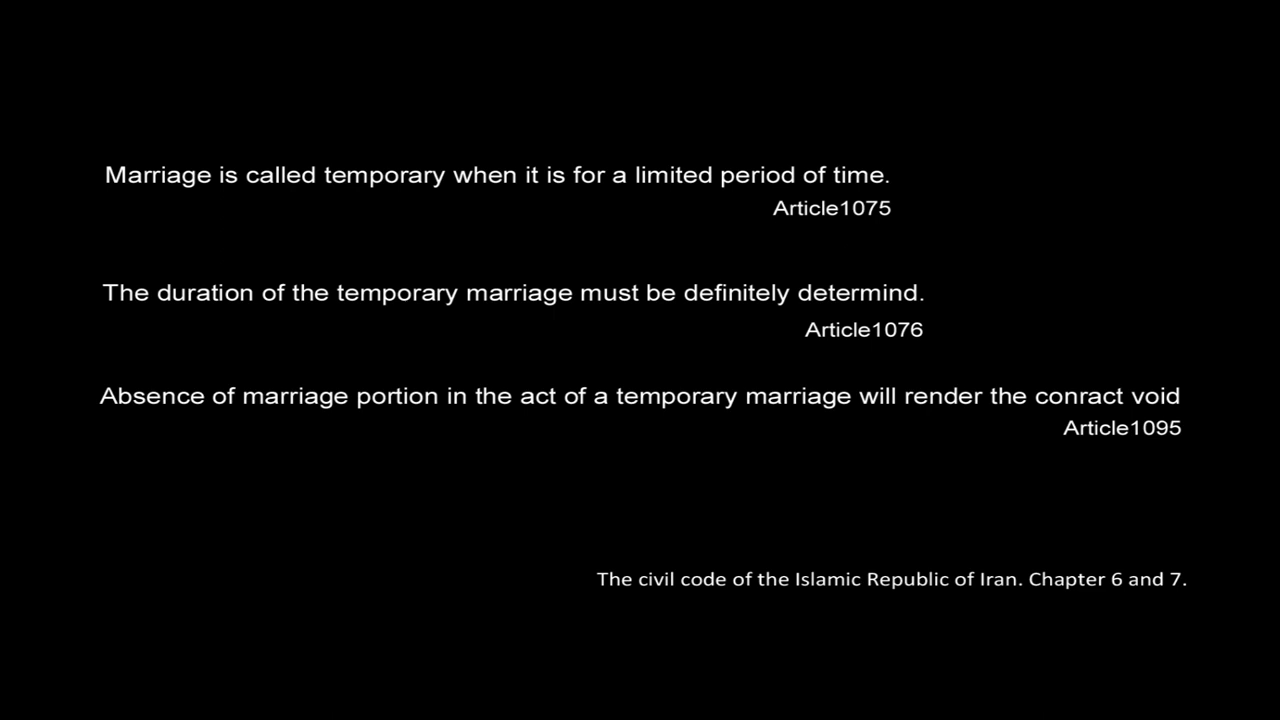 Marriage is called temporary when it is for a limited period of time.
Article1075
The duration of the temporary marriage must be definitely determind.
Article1076
Absence of marriage portion in the act of a temporary marriage will render the conract void
Article1095
The civil code of the Islamic Republic of Iran. Chapter 6 and 7.